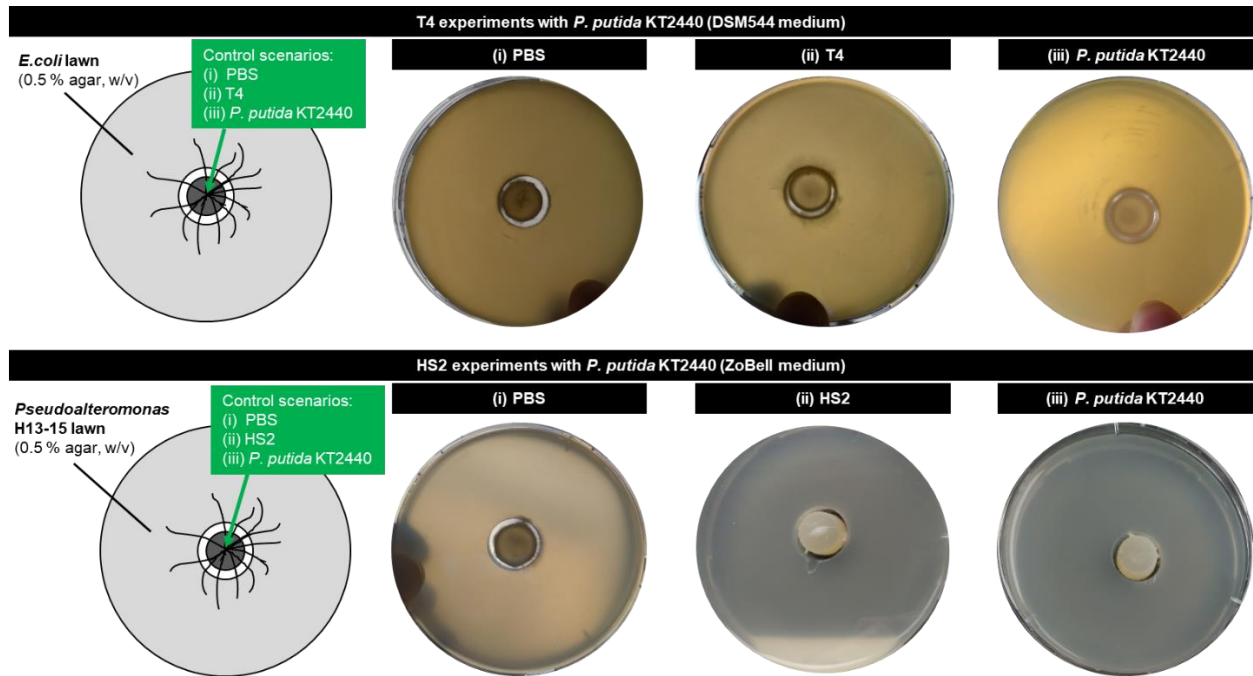 T4 experiments with P. putida KT2440 (DSM544 medium)
E.coli lawn
(0.5 % agar, w/v)
Control scenarios:
(i) PBS
(ii) T4
(iii) P. putida KT2440
(i) PBS
(ii) T4
(iii) P. putida KT2440
HS2 experiments with P. putida KT2440 (ZoBell medium)
Pseudoalteromonas
H13-15 lawn
(0.5 % agar, w/v)
Control scenarios:
(i) PBS
(ii) HS2
(iii) P. putida KT2440
(i) PBS
(ii) HS2
(iii) P. putida KT2440